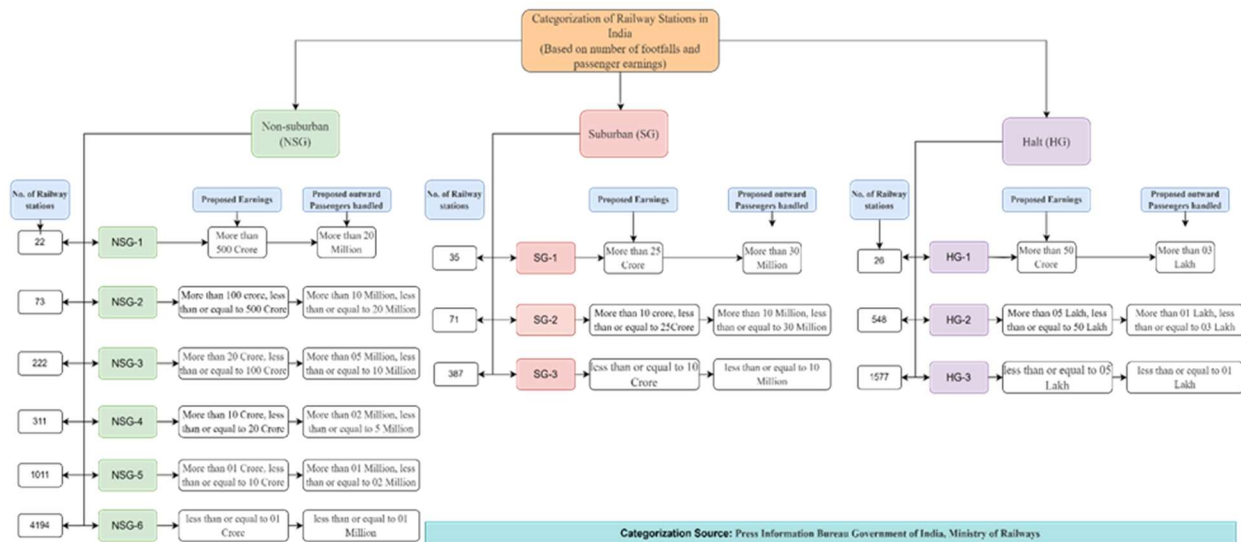 Categorization of Railway Stations in
India
(Based on number of footfalls and
passenger earnings)
Non-suburban
(NSG)
Suburban (SG)
Halt (HG)
No. of Railway
stations
Proposed Earnings
Proposed outward
Passengers handled
22
NSG-1
More than
500 Crore
More than 20
Million
73
NSG-2
More than 100 crore, less
than or equal to 500 Crore
More than 10 Million, less
than or equal to 20 Million
222
NSG-3
More than 20 Crore, less
than or equal to 100 Crore
More than 05 Million, less
than or equal to 10 Million
311
NSG-4
More than 10 Crore, less
than or equal to 20 Crore
More than 02 Million, less
than or equal to 5 Million
1011
NSG-5
More than 01 Crore, less
than or equal to 10 Crore
More than 01 Million, less
than or equal to 02 Million
4194
NSG-6
less than or equal to 01
Crore
less than or equal to 01
Million
No. of Railway
stations
Proposed Earnings
Proposed outward
Passengers handled
35
SG-1
More than 25
Crore
More than 30
Million
71
SG-2
More than 10 crore, less
than or equal to 25Crore
More than 10 Million, less
than or equal to 30 Million
387
SG-3
less than or equal to 10
Crore
less than or equal to 10
Million
No. of Railway
stations
Proposed Earnings
Proposed outward
Passengers handled
26
HG-1
More than 50
Crore
More than 03
Lakh
548
HG-2
More than 05 Lakh, less
than or equal to 50 Lakh
More than 01 Lakh, less
than or equal to 03 Lakh
1577
HG-3
less than or equal to 05
Lakh
less than or equal to 01
Lakh
Categorization Source: Press Information Bureau Government of India, Ministry of Railways